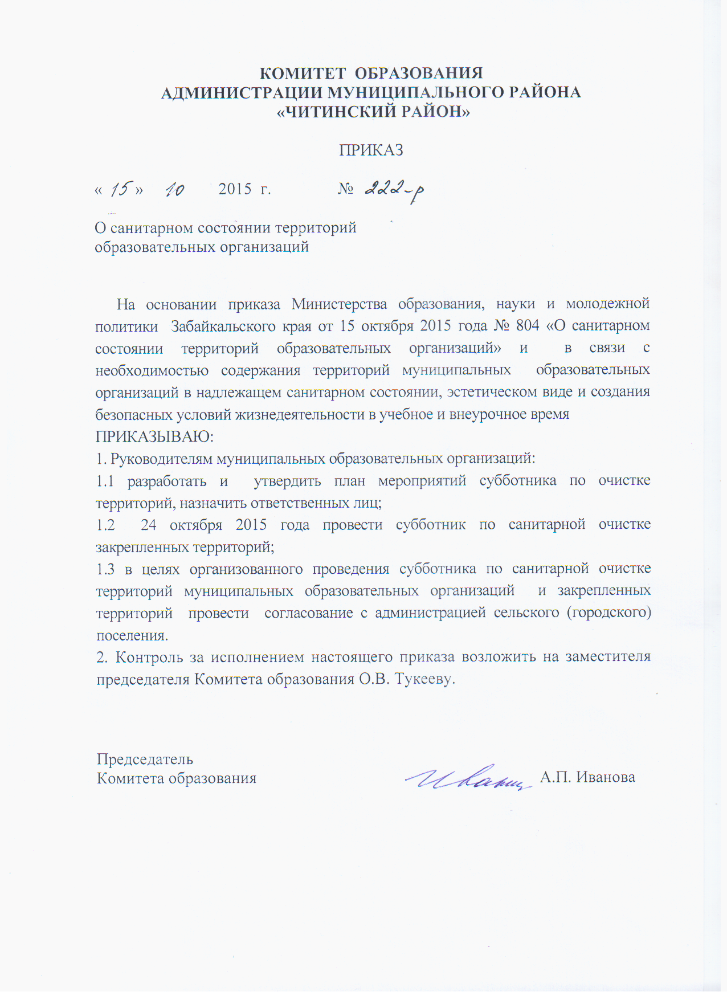 КОМИТЕТ ОБРАЗОВАНИЯ
АДМИНИСТРАЦИИ МУНИЦИПАЛЬНОГО РАЙОНА
«ЧИТИНСКИЙ РАЙОН»
ПРИКАЗ
« 15 » 10 2015 г. № 222-р
О санитарном состоянии территорий
образовательных организаций
На основании приказа Министерства образования, науки и молодежной
политики Забайкальского края от 15 октября 2015 года № 804 «О санитарном
состоянии территорий образовательных организаций» и в связи с
необходимостью содержания территорий муниципальных образовательных
организаций в надлежащем санитарном состоянии, эстетическом виде и создания
безопасных условий жизнедеятельности в учебное и внеурочное время
ПРИКАЗЫВАЮ:
1. Руководителям муниципальных образовательных организаций:
1.1 разработать и утвердить план мероприятий субботника по очистке
территорий, назначить ответственных лиц;
1.2 24 октября 2015 года провести субботник по санитарной очистке
закрепленных территорий;
1.3 в целях организованного проведения субботника по санитарной очистке
территорий муниципальных образовательных организаций и закрепленных
территорий провести согласование с администрацией сельского (городского)
поселения.
2. Контроль за исполнением настоящего приказа возложить на заместителя
председателя Комитета образования О.В. Тукееву.
Председатель
Комитета образования А.П. Иванова